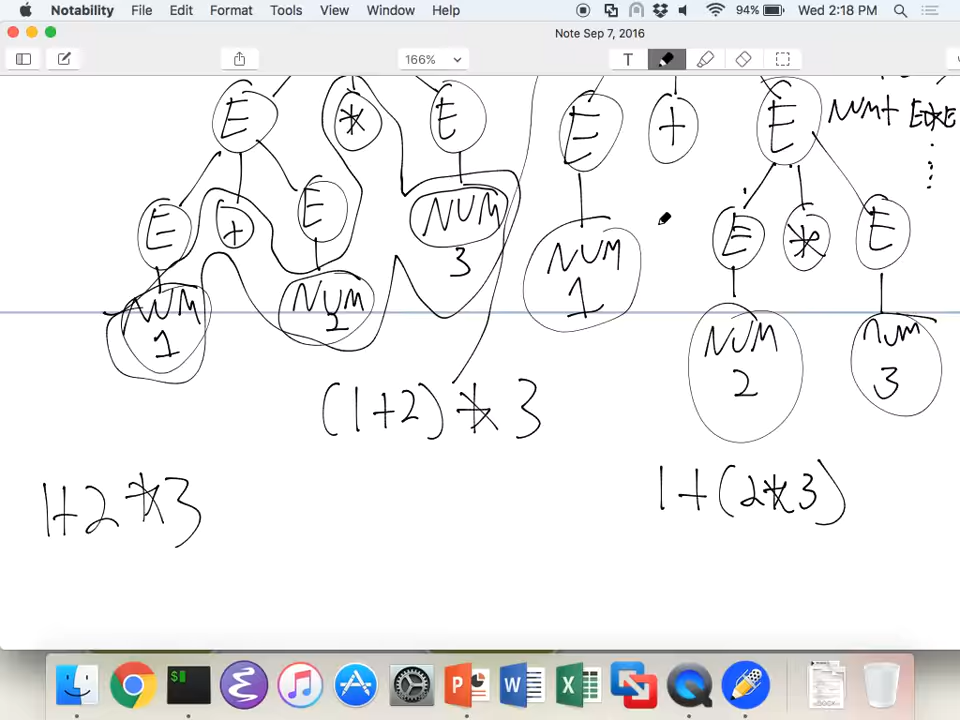 Notability File Edit Format Tools View Window Help 94% Wed 2:18 PM
Note Sep 7, 2016
166% T
E * E E + E NUM + E*E
E + E NUM 3 NUM 1 E * E
NUM 1 NUM 2 NUM 2 NUM 3
(1+2) * 3
1+2*3
1+(2*3)